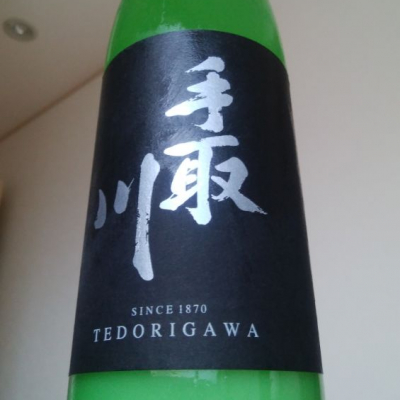 手取
川
SINCE 1870
TEDORIGAWA